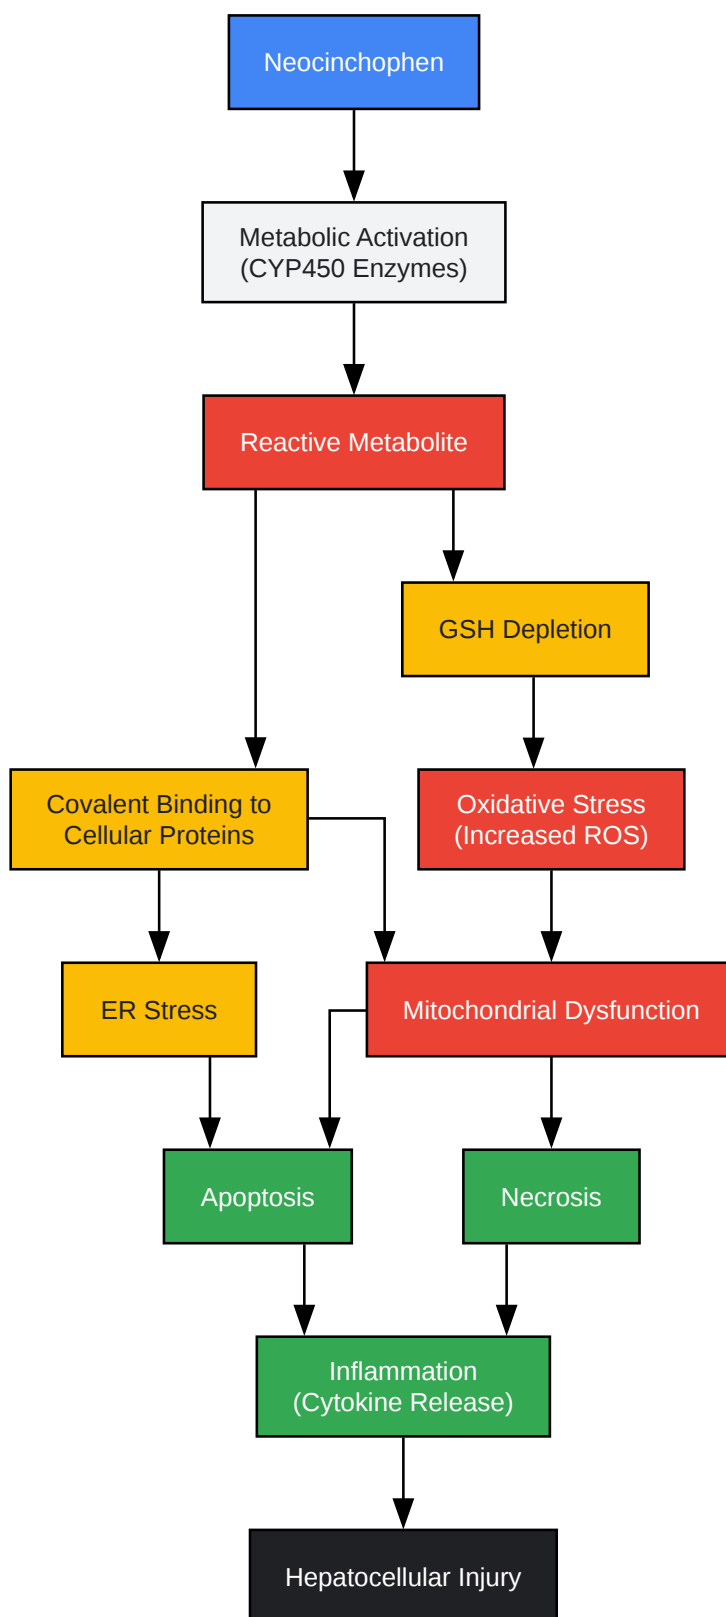 Neocinchophen
Metabolic Activation
(CYP450 Enzymes)
Reactive Metabolite
GSH Depletion
Covalent Binding to
Cellular Proteins
Oxidative Stress
(Increased ROS)
ER Stress
Mitochondrial Dysfunction
Apoptosis
Necrosis
Inflammation
(Cytokine Release)
Hepatocellular Injury